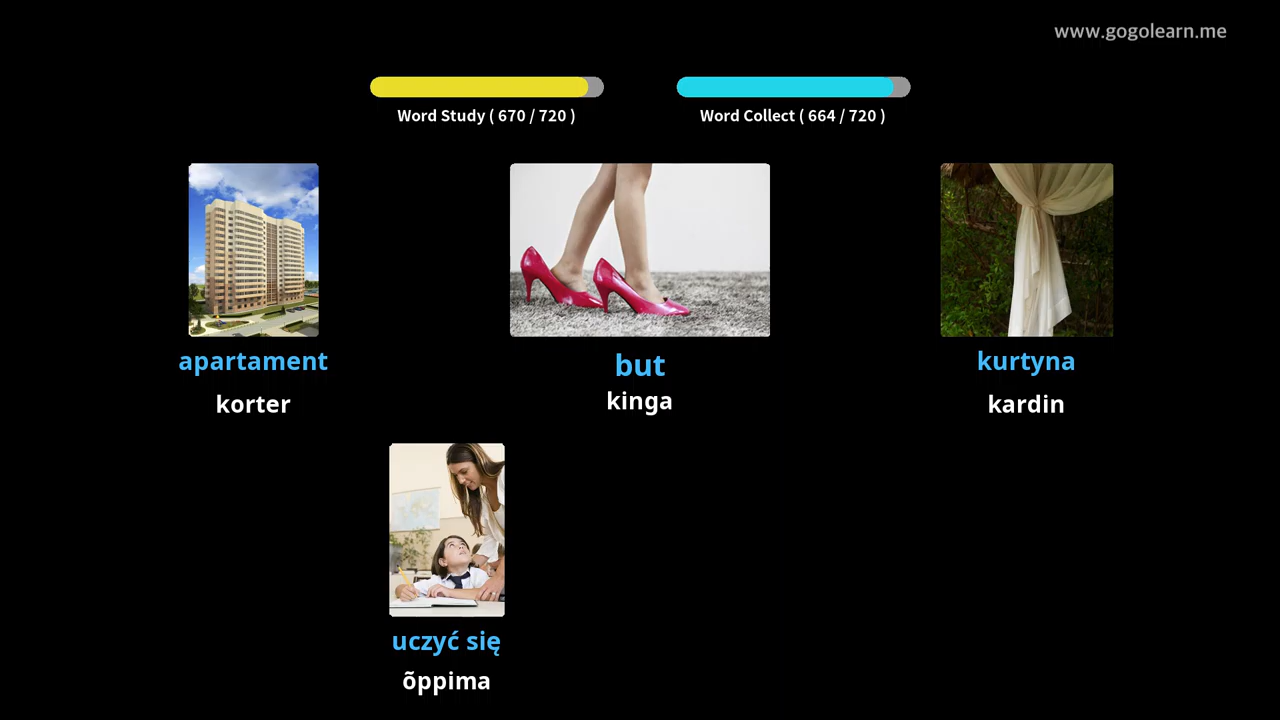 www.gogolearn.me
Word Study ( 670 / 720 )
Word Collect ( 664 / 720 )
apartament
korter
but
kinga
kurtyna
kardin
uczyć się
õppima